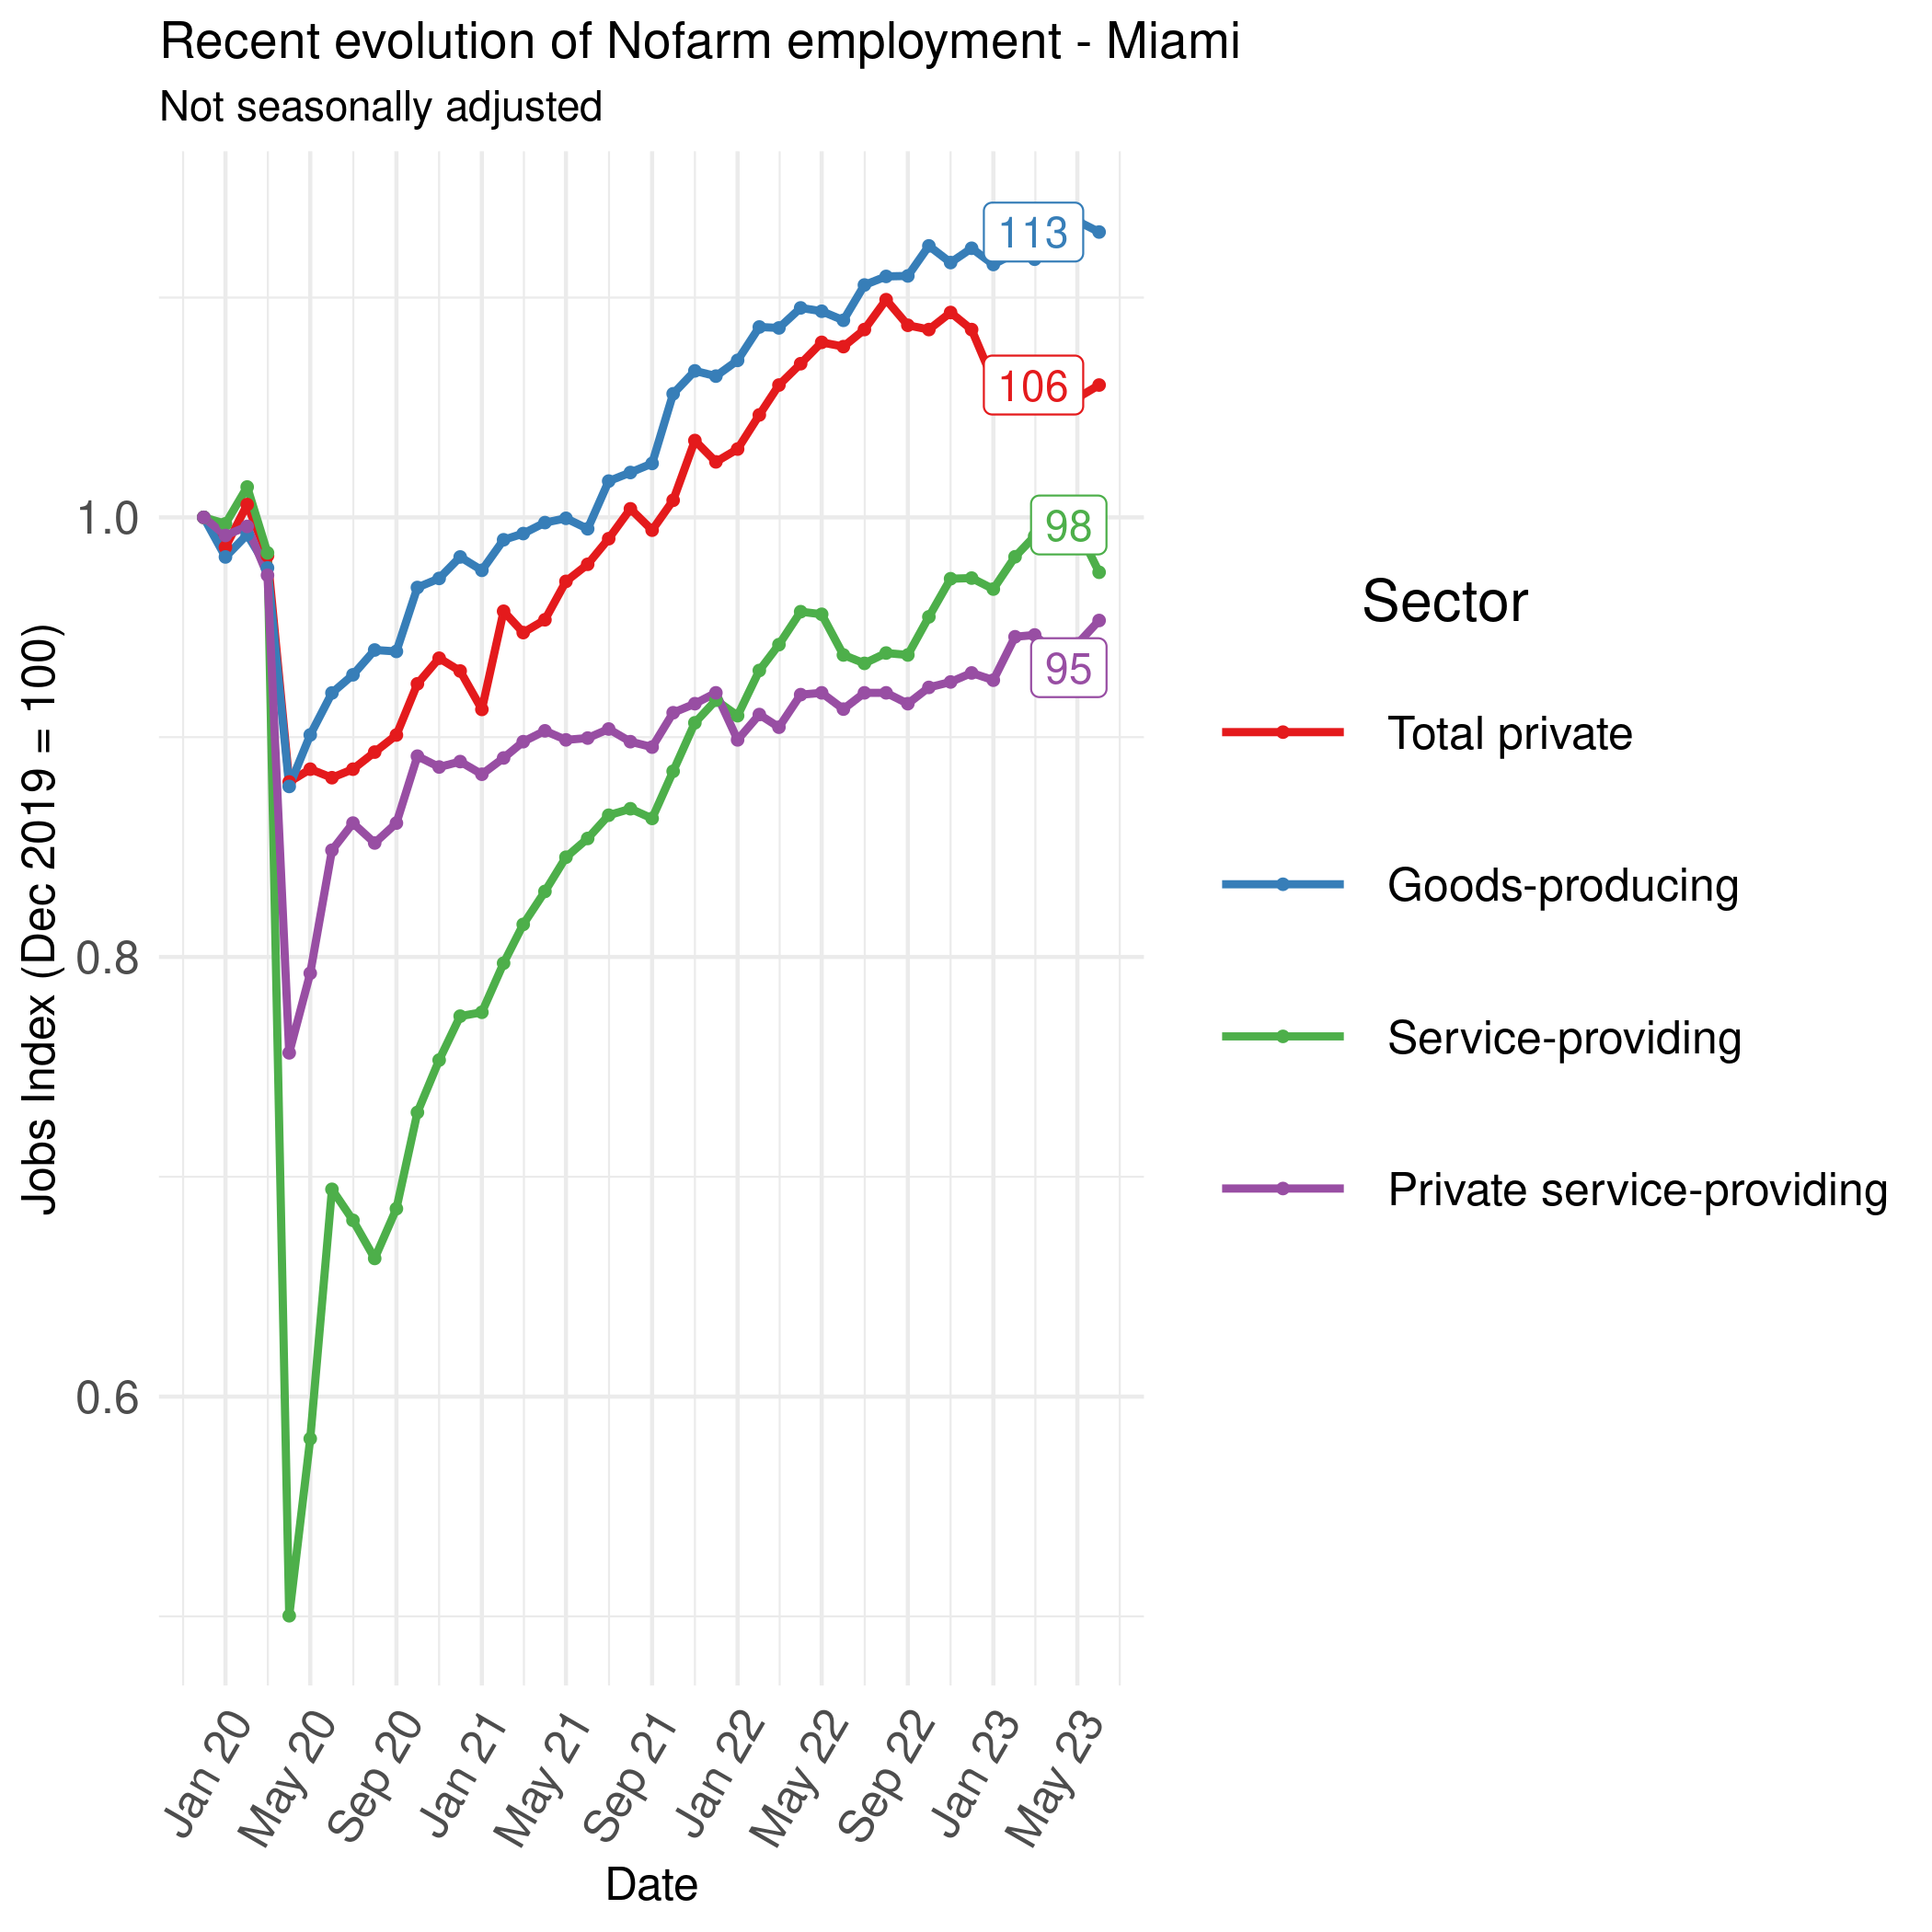 Recent evolution of Nofarm employment - Miami
Not seasonally adjusted
Jobs Index (Dec 2019 = 100)
1.0
0.8
0.6
113
106
98
95
Jan 20
May 20
Sep 20
Jan 21
May 21
Sep 21
Jan 22
May 22
Sep 22
Jan 23
May 23
Date
Sector
Total private
Goods-producing
Service-providing
Private service-providing